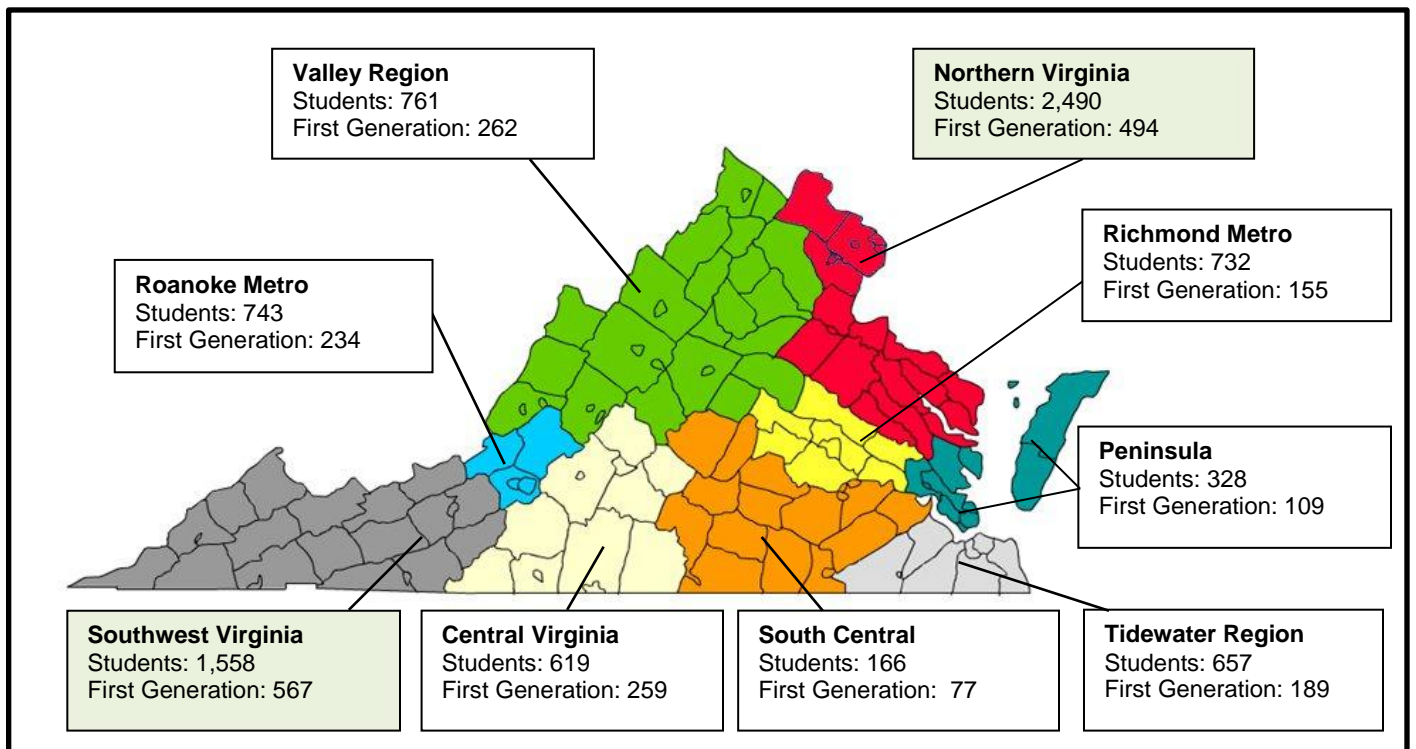 Valley Region
Students: 761
First Generation: 262
Northern Virginia
Students: 2,490
First Generation: 494
Richmond Metro
Students: 732
First Generation: 155
Roanoke Metro
Students: 743
First Generation: 234
Peninsula
Students: 328
First Generation: 109
Southwest Virginia
Students: 1,558
First Generation: 567
Central Virginia
Students: 619
First Generation: 259
South Central
Students: 166
First Generation:  77
Tidewater Region
Students: 657
First Generation: 189